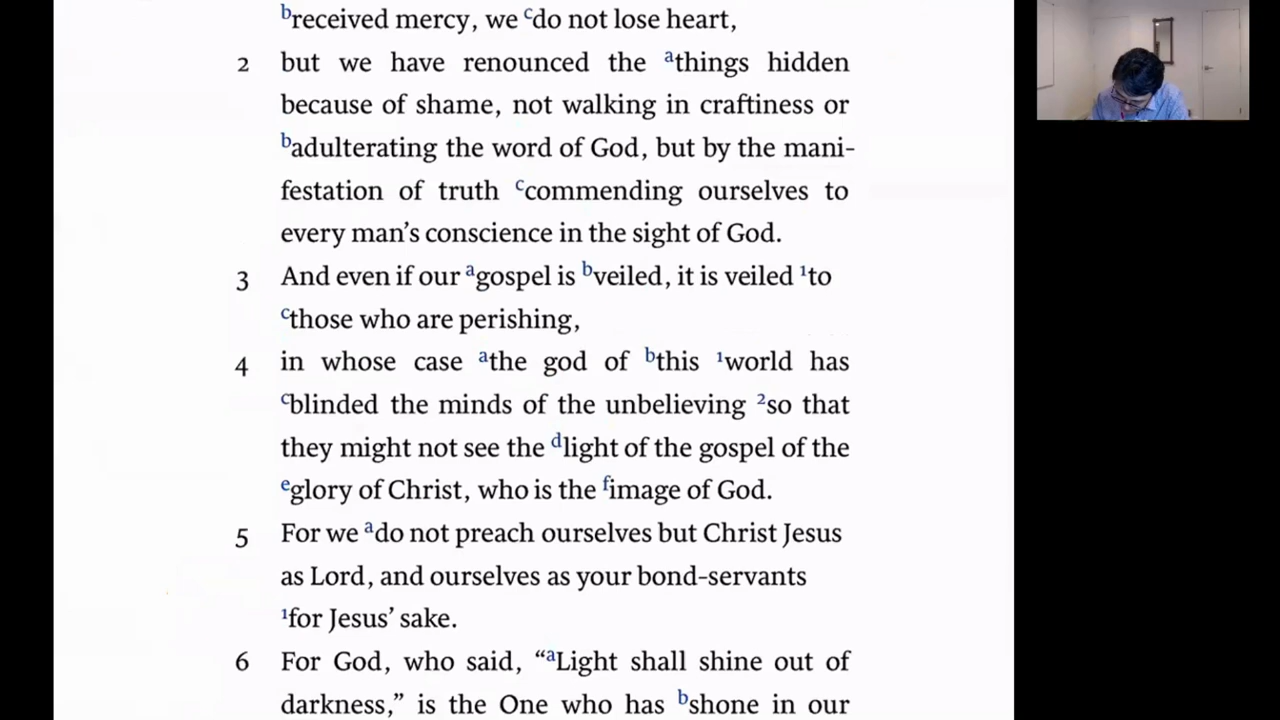 ᵇreceived mercy, we ᶜdo not lose heart,
2 but we have renounced the ᵃthings hidden
because of shame, not walking in craftiness or
ᵇadulterating the word of God, but by the mani-
festation of truth ᶜcommending ourselves to
every man’s conscience in the sight of God.
3 And even if our ᵃgospel is ᵇveiled, it is veiled ¹to
ᶜthose who are perishing,
4 in whose case ᵃthe god of ᵇthis ¹world has
ᶜblinded the minds of the unbelieving ²so that
they might not see the ᵈlight of the gospel of the
ᵉglory of Christ, who is the ᶠimage of God.
5 For we ᵃdo not preach ourselves but Christ Jesus
as Lord, and ourselves as your bond-servants
¹for Jesus’ sake.
6 For God, who said, “ᵃLight shall shine out of
darkness,” is the One who has ᵇshone in our